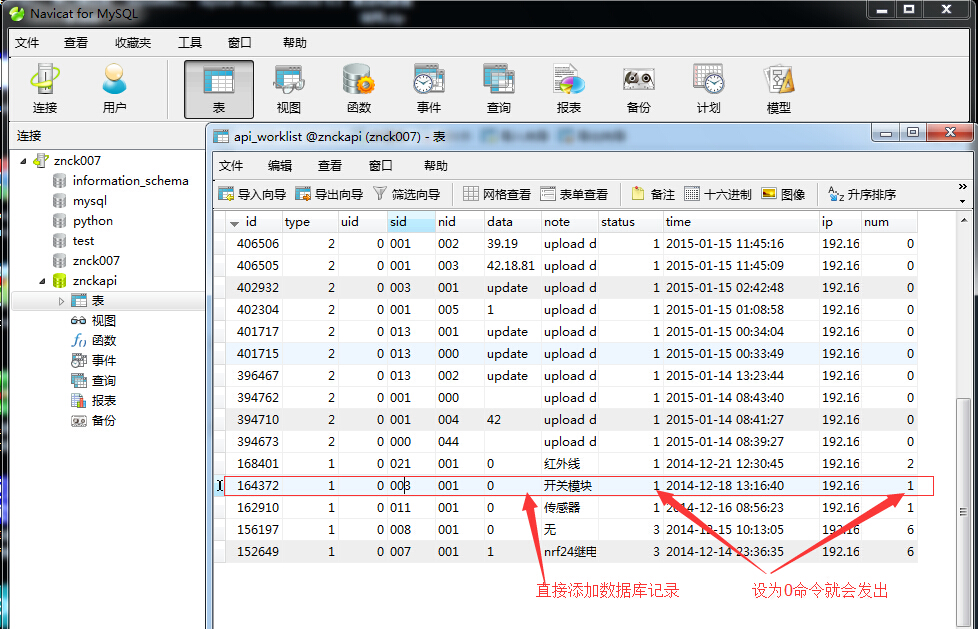 Navicat for MySQL
文件 查看 收藏夹 工具 窗口 帮助
连接 用户 表 视图 函数 事件 查询 报表 备份 计划 模型
连接
znck007
information_schema
mysql
python
test
znck007
znckapi
表
视图
函数
事件
查询
报表
备份
api_worklist @znckapi (znck007) - 表
文件 编辑 查看 窗口 帮助
导入向导 导出向导 筛选向导 网格查看 表单查看 备注 十六进制 图像 升序排序 »
id type uid sid nid data note status time ip num
406506 2 0 001 002 39.19 upload d 1 2015-01-15 11:45:16 192.16 0
406505 2 0 001 003 42.18.81 upload d 1 2015-01-15 11:45:09 192.16 0
402932 2 0 003 001 update upload d 1 2015-01-15 02:42:48 192.16 0
402304 2 0 001 005 1 upload d 1 2015-01-15 01:08:58 192.16 0
401717 2 0 013 001 update upload d 1 2015-01-15 00:34:04 192.16 0
401715 2 0 013 000 update upload d 1 2015-01-15 00:33:49 192.16 0
396467 2 0 013 002 update upload d 1 2015-01-14 13:23:44 192.16 0
394762 2 0 001 000 upload d 1 2015-01-14 08:43:40 192.16 0
394710 2 0 001 004 42 upload d 1 2015-01-14 08:41:27 192.16 0
394673 2 0 000 044 upload d 1 2015-01-14 08:39:27 192.16 0
168401 1 0 021 001 0 红外线 1 2014-12-21 12:30:45 192.16 2
164372 1 0 003 001 0 开关模块 1 2014-12-18 13:16:40 192.16 1
162910 1 0 011 001 0 传感器 1 2014-12-16 08:56:23 192.16 1
156197 1 0 008 001 0 无 3 2014-12-15 10:13:05 192.16 6
152649 1 0 007 001 1 nrf24继电 3 2014-12-14 23:36:35 192.16 6
直接添加数据库记录 设为0命令就会发出